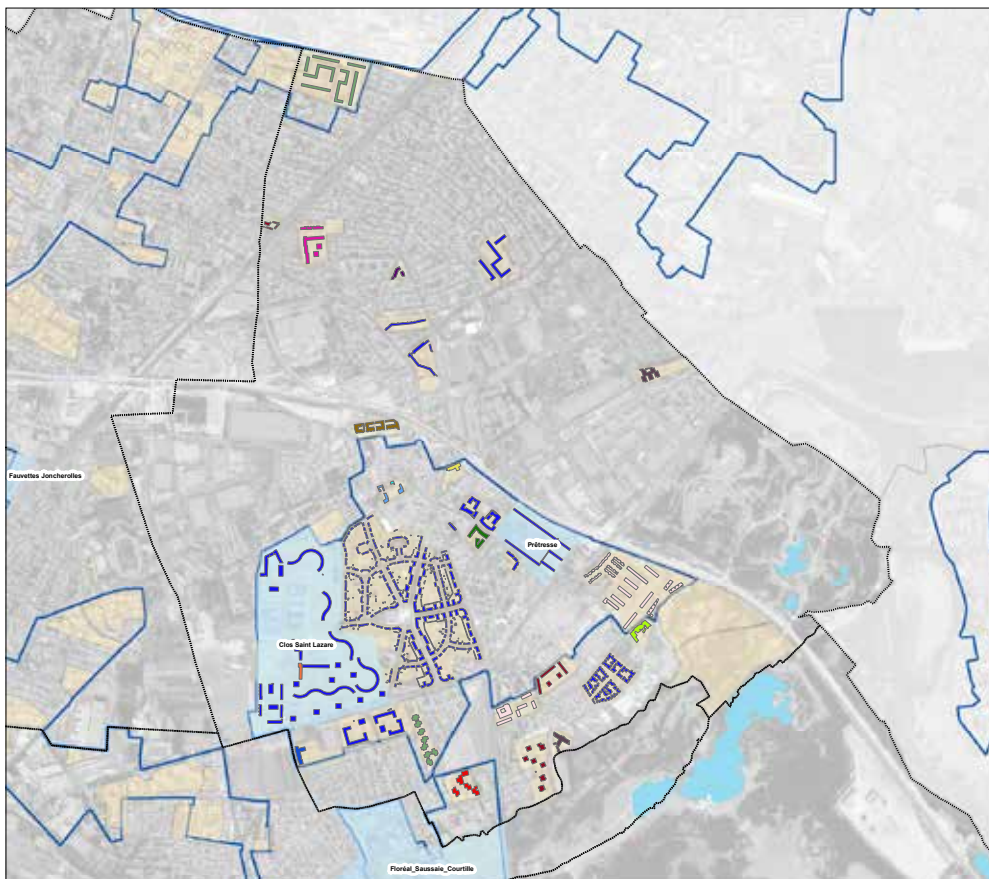 Fauvettes Joncherolles
Prêtresse
Clos Saint Lazare
Floréal_Saussaie_Courtille